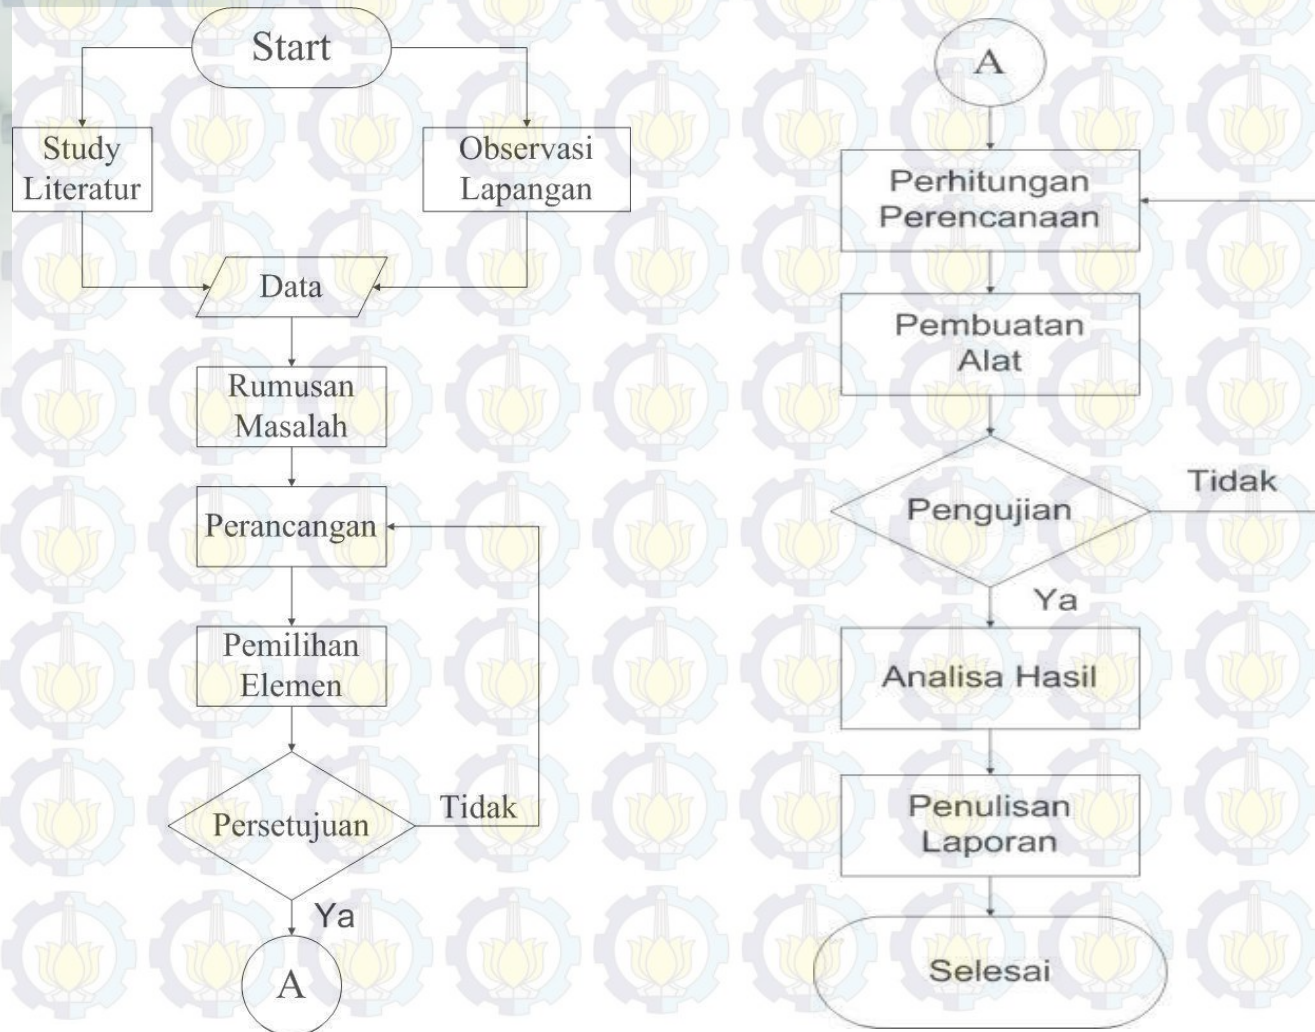 Start
Study
Literatur
Observasi
Lapangan
Data
Rumusan
Masalah
Perancangan
Pemilihan
Elemen
Persetujuan
Tidak
Ya
A
A
Perhitungan
Perencanaan
Pembuatan
Alat
Pengujian
Tidak
Ya
Analisa Hasil
Penulisan
Laporan
Selesai